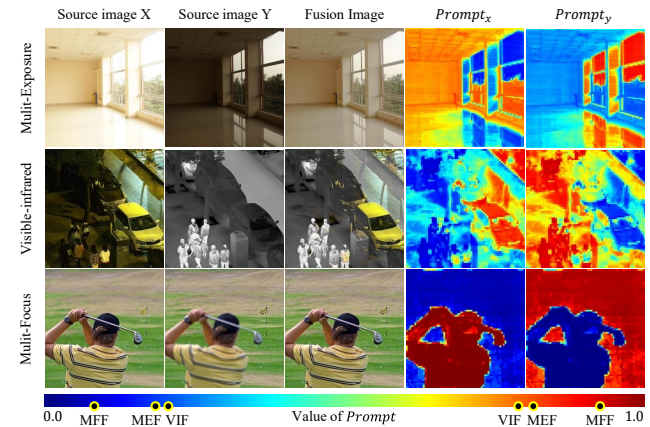 Source image X Source image Y Fusion Image Prompt_x Prompt_y
Mulit-Exposure
Visible-infrared
Mulit-Focus
0.0 Value of Prompt 1.0
MFF MEF VIF VIF MEF MFF